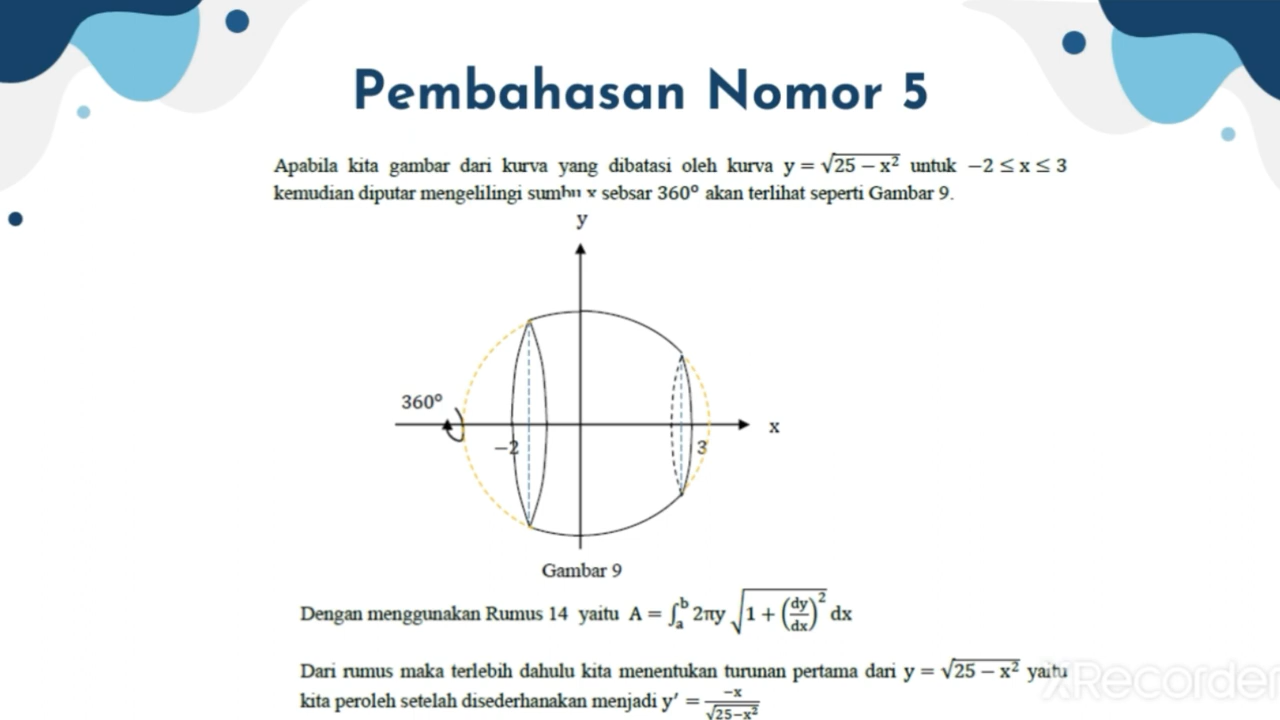 Pembahasan Nomor 5
Apabila kita gambar dari kurva yang dibatasi oleh kurva y = √25 − x² untuk −2 ≤ x ≤ 3
kemudian diputar mengelilingi sumbu x sebsar 360° akan terlihat seperti Gambar 9.
y
360°
x
−2
3
Gambar 9
Dengan menggunakan Rumus 14 yaitu A = ∫ₐᵇ 2πy √(1 + (dy/dx)²) dx
Dari rumus maka terlebih dahulu kita menentukan turunan pertama dari y = √25 − x² yaitu
kita peroleh setelah disederhanakan menjadi y′ = −x/√25−x²
XRecorder